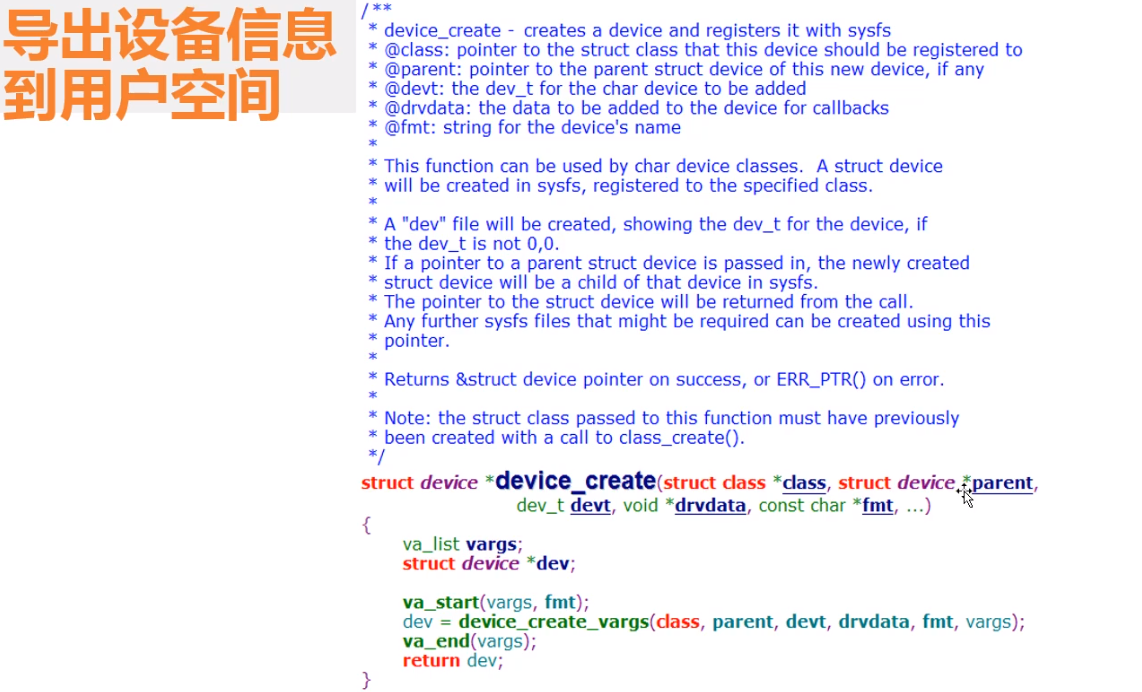 导出设备信息
到用户空间
/**
 * device_create - creates a device and registers it with sysfs
 * @class: pointer to the struct class that this device should be registered to
 * @parent: pointer to the parent struct device of this new device, if any
 * @devt: the dev_t for the char device to be added
 * @drvdata: the data to be added to the device for callbacks
 * @fmt: string for the device's name
 *
 * This function can be used by char device classes.  A struct device
 * will be created in sysfs, registered to the specified class.
 *
 * A "dev" file will be created, showing the dev_t for the device, if
 * the dev_t is not 0,0.
 * If a pointer to a parent struct device is passed in, the newly created
 * struct device will be a child of that device in sysfs.
 * The pointer to the struct device will be returned from the call.
 * Any further sysfs files that might be required can be created using this
 * pointer.
 *
 * Returns &struct device pointer on success, or ERR_PTR() on error.
 *
 * Note: the struct class passed to this function must have previously
 * been created with a call to class_create().
 */
struct device *device_create(struct class *class, struct device *parent,
dev_t devt, void *drvdata, const char *fmt, ...)
{
va_list vargs;
struct device *dev;
va_start(vargs, fmt);
dev = device_create_vargs(class, parent, devt, drvdata, fmt, vargs);
va_end(vargs);
return dev;
}